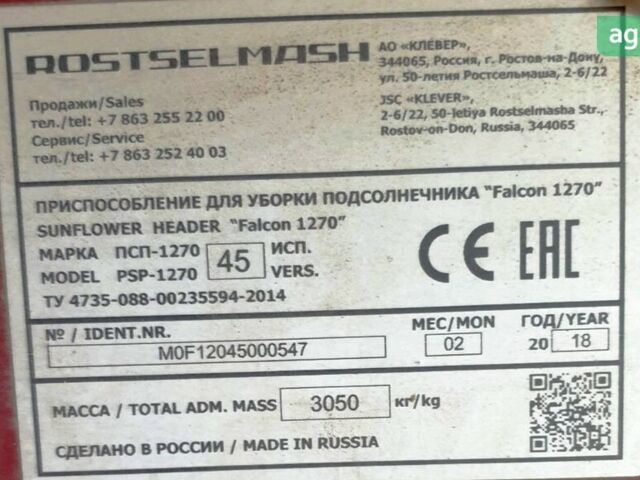 ag
ROSTSELMASH
АО «КЛЕВЕР»,
344065, Россия, г. Ростов-на-Дону,
ул. 50-летия Ростсельмаша, 2-6/22
Продажи/Sales
тел./tel: +7 863 255 22 00
Сервис/Service
тел./tel: +7 863 252 40 03
JSC «KLEVER»,
2-6/22, 50-letiya Rostselmasha Str.,
Rostov-on-Don, Russia, 344065
ПРИСПОСОБЛЕНИЕ ДЛЯ УБОРКИ ПОДСОЛНЕЧНИКА "Falcon 1270"
SUNFLOWER HEADER "Falcon 1270"
МАРКА ПСП-1270 45 ИСП.
MODEL PSP-1270 VERS.
ТУ 4735-088-00235594-2014
CE EAC
№ / IDENT.NR. МЕС/MON ГОД/YEAR
M0F12045000547 02 20 18
МАССА / TOTAL ADM. MASS 3050 кг/kg
СДЕЛАНО В РОССИИ / MADE IN RUSSIA